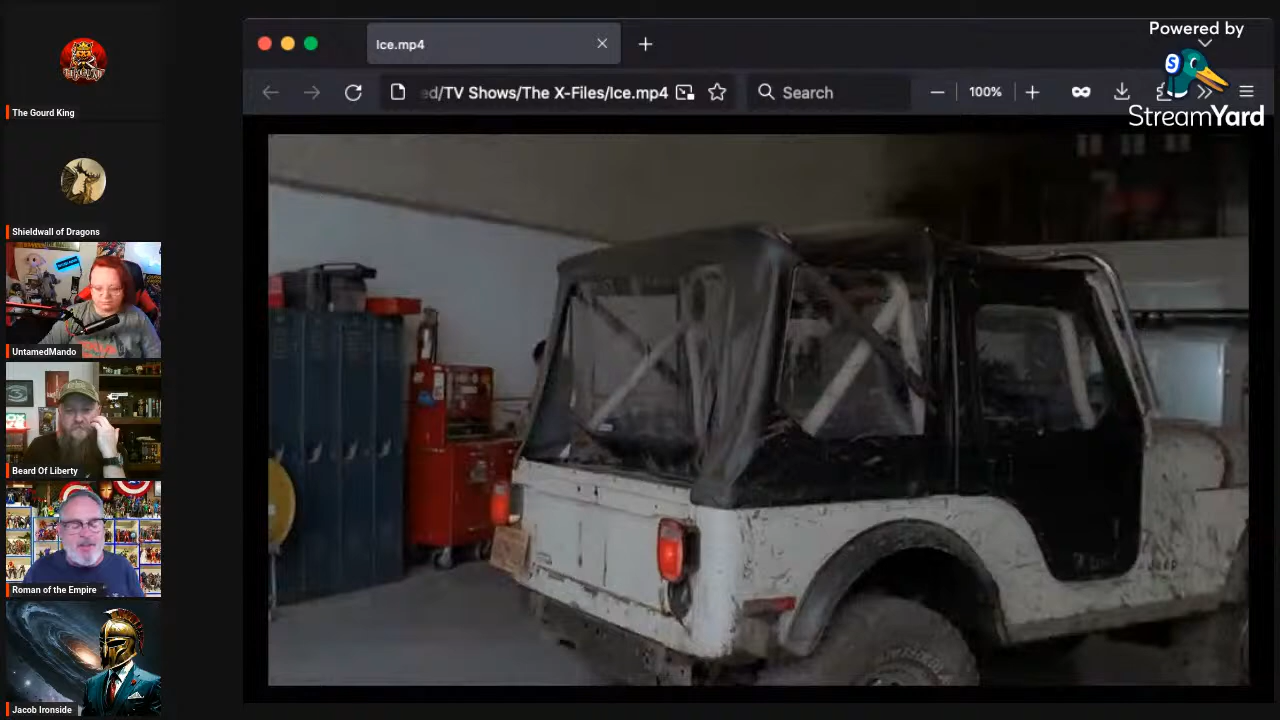 Ice.mp4
ed/TV Shows/The X-Files/Ice.mp4
Search
100%
Powered by
S
StreamYard
The Gourd King
Shieldwall of Dragons
UntamedMando
Beard Of Liberty
Roman of the Empire
Jacob Ironside